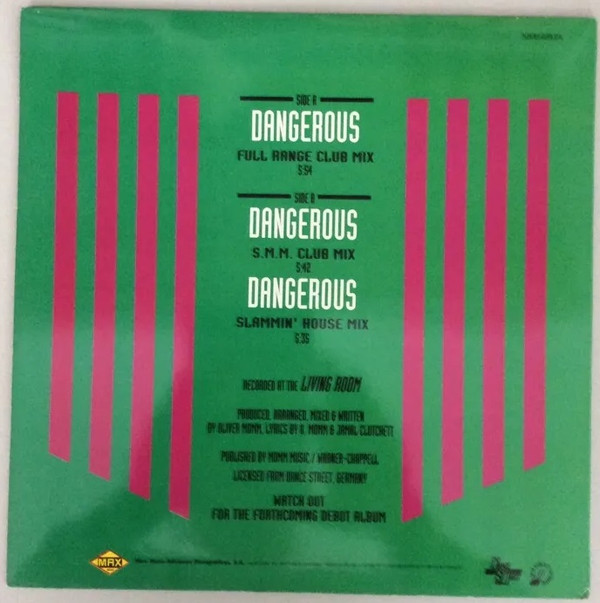 SIDE A
DANGEROUS
FULL RANGE CLUB MIX
5:54
SIDE B
DANGEROUS
S.M.M. CLUB MIX
5:42
DANGEROUS
SLAMMIN' HOUSE MIX
5:35
RECORDED AT THE LIVING ROOM
PRODUCED, ARRANGED, MIXED & WRITTEN
BY OLIVER MOMM, LYRICS BY O. MOMM & JAMAL CLUTCHETT
PUBLISHED BY MOMM MUSIC / WARNER-CHAPPELL
LICENSED FROM DANCE STREET, GERMANY
WATCH OUT
FOR THE FORTHCOMING DEBUT ALBUM
MAX